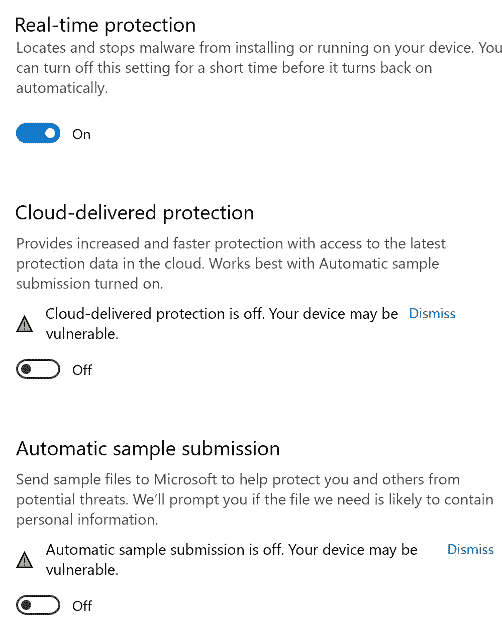 Real-time protection
Locates and stops malware from installing or running on your device. You
can turn off this setting for a short time before it turns back on
automatically.
On
Cloud-delivered protection
Provides increased and faster protection with access to the latest
protection data in the cloud. Works best with Automatic sample
submission turned on.
Cloud-delivered protection is off. Your device may be Dismiss
vulnerable.
Off
Automatic sample submission
Send sample files to Microsoft to help protect you and others from
potential threats. We'll prompt you if the file we need is likely to contain
personal information.
Automatic sample submission is off. Your device may be Dismiss
vulnerable.
Off